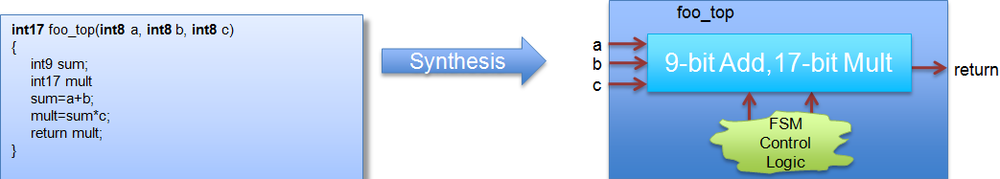 int17 foo_top(int8 a, int8 b, int8 c)
{
int9 sum;
int17 mult
sum=a+b;
mult=sum*c;
return mult;
}
Synthesis
foo_top
a
b
c
9-bit Add,17-bit Mult
return
FSM
Control
Logic